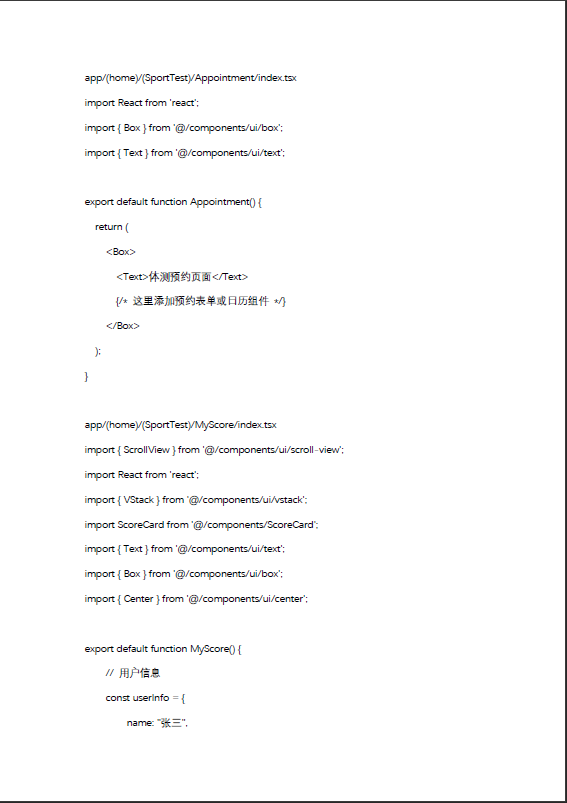 app/(home)/(SportTest)/Appointment/index.tsx
import React from 'react';
import { Box } from '@/components/ui/box';
import { Text } from '@/components/ui/text';
export default function Appointment() {
return (
<Box>
<Text>体测预约页面</Text>
{/* 这里添加预约表单或日历组件 */}
</Box>
);
}
app/(home)/(SportTest)/MyScore/index.tsx
import { ScrollView } from '@/components/ui/scroll-view';
import React from 'react';
import { VStack } from '@/components/ui/vstack';
import ScoreCard from '@/components/ScoreCard';
import { Text } from '@/components/ui/text';
import { Box } from '@/components/ui/box';
import { Center } from '@/components/ui/center';
export default function MyScore() {
// 用户信息
const userInfo = {
name: "张三",